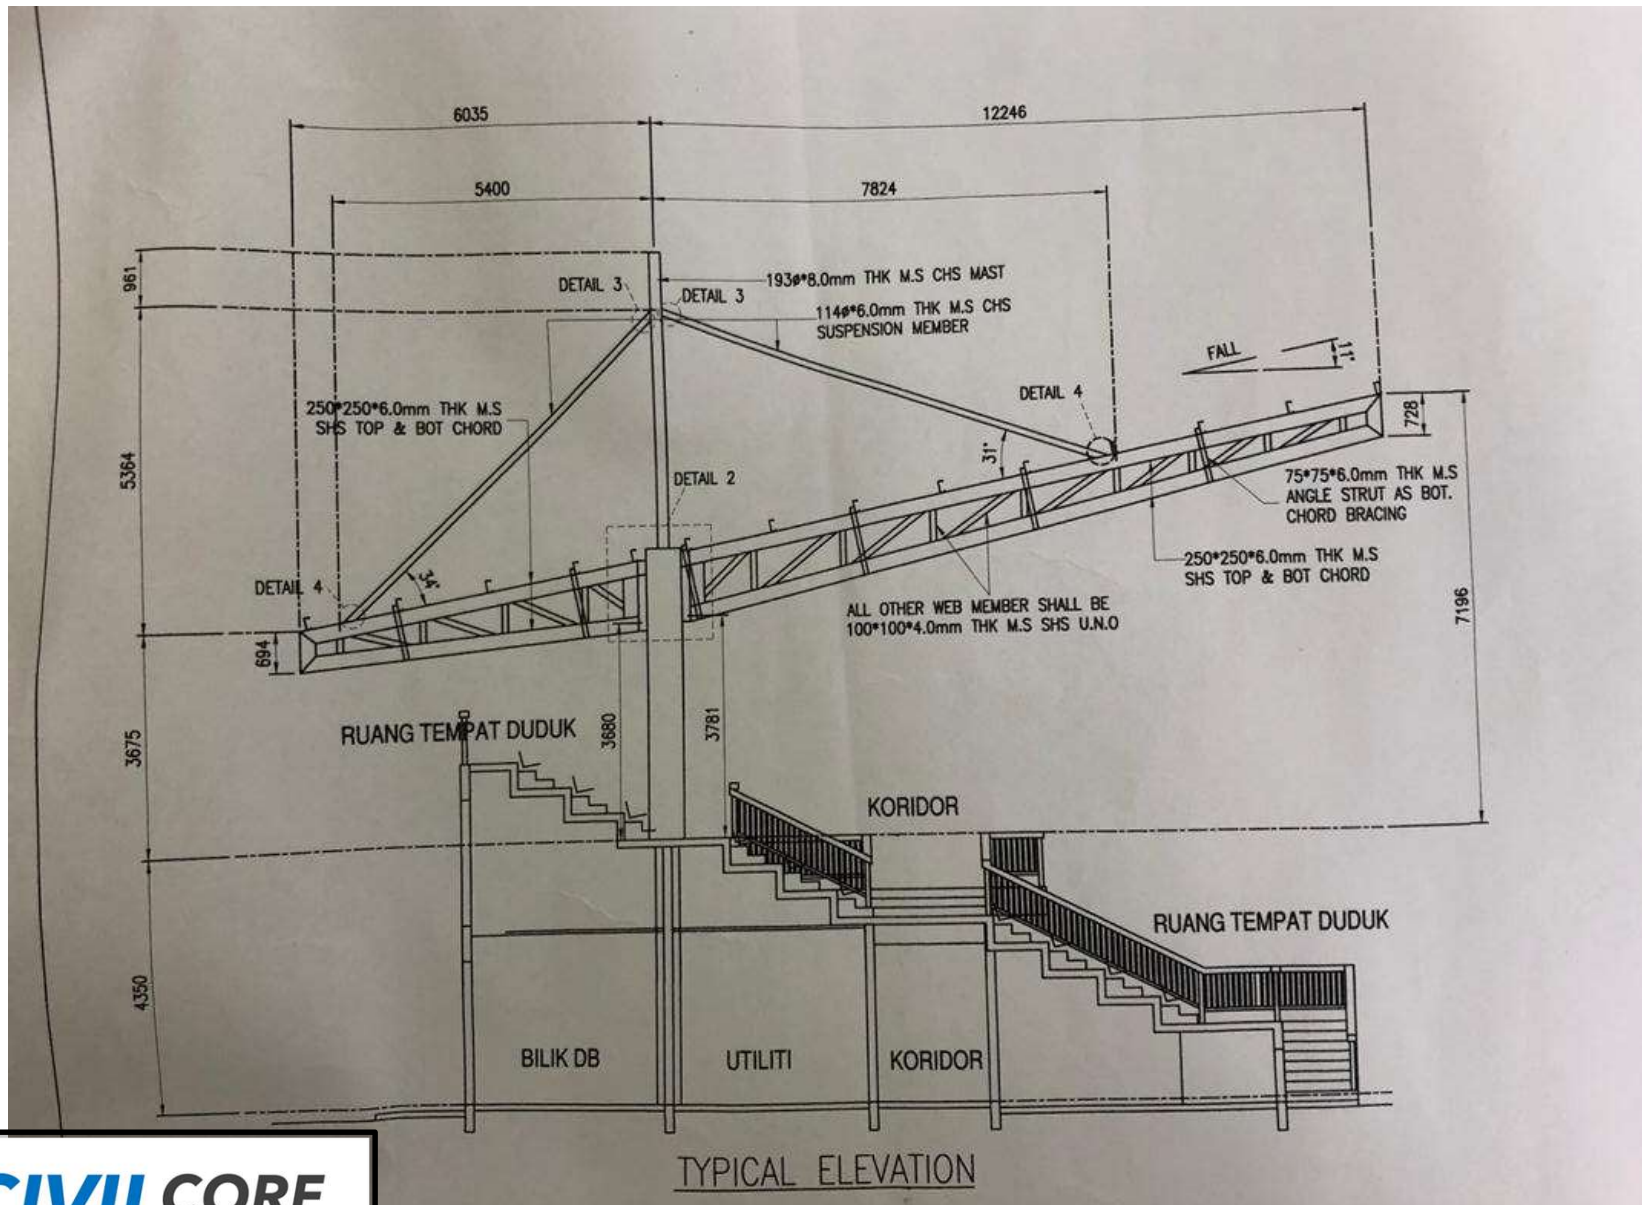 6035
12246
5400
7824
961
DETAIL 3
DETAIL 3
193ø*8.0mm THK M.S CHS MAST
114ø*6.0mm THK M.S CHS
SUSPENSION MEMBER
FALL
11°
DETAIL 4
250*250*6.0mm THK M.S
SHS TOP & BOT CHORD
728
5364
31°
DETAIL 2
75*75*6.0mm THK M.S
ANGLE STRUT AS BOT.
CHORD BRACING
250*250*6.0mm THK M.S
SHS TOP & BOT CHORD
34°
DETAIL 4
ALL OTHER WEB MEMBER SHALL BE
100*100*4.0mm THK M.S SHS U.N.O
7196
694
RUANG TEMPAT DUDUK
3680
3781
3675
KORIDOR
RUANG TEMPAT DUDUK
4350
BILIK DB
UTILITI
KORIDOR
TYPICAL ELEVATION
CIVIL CORE